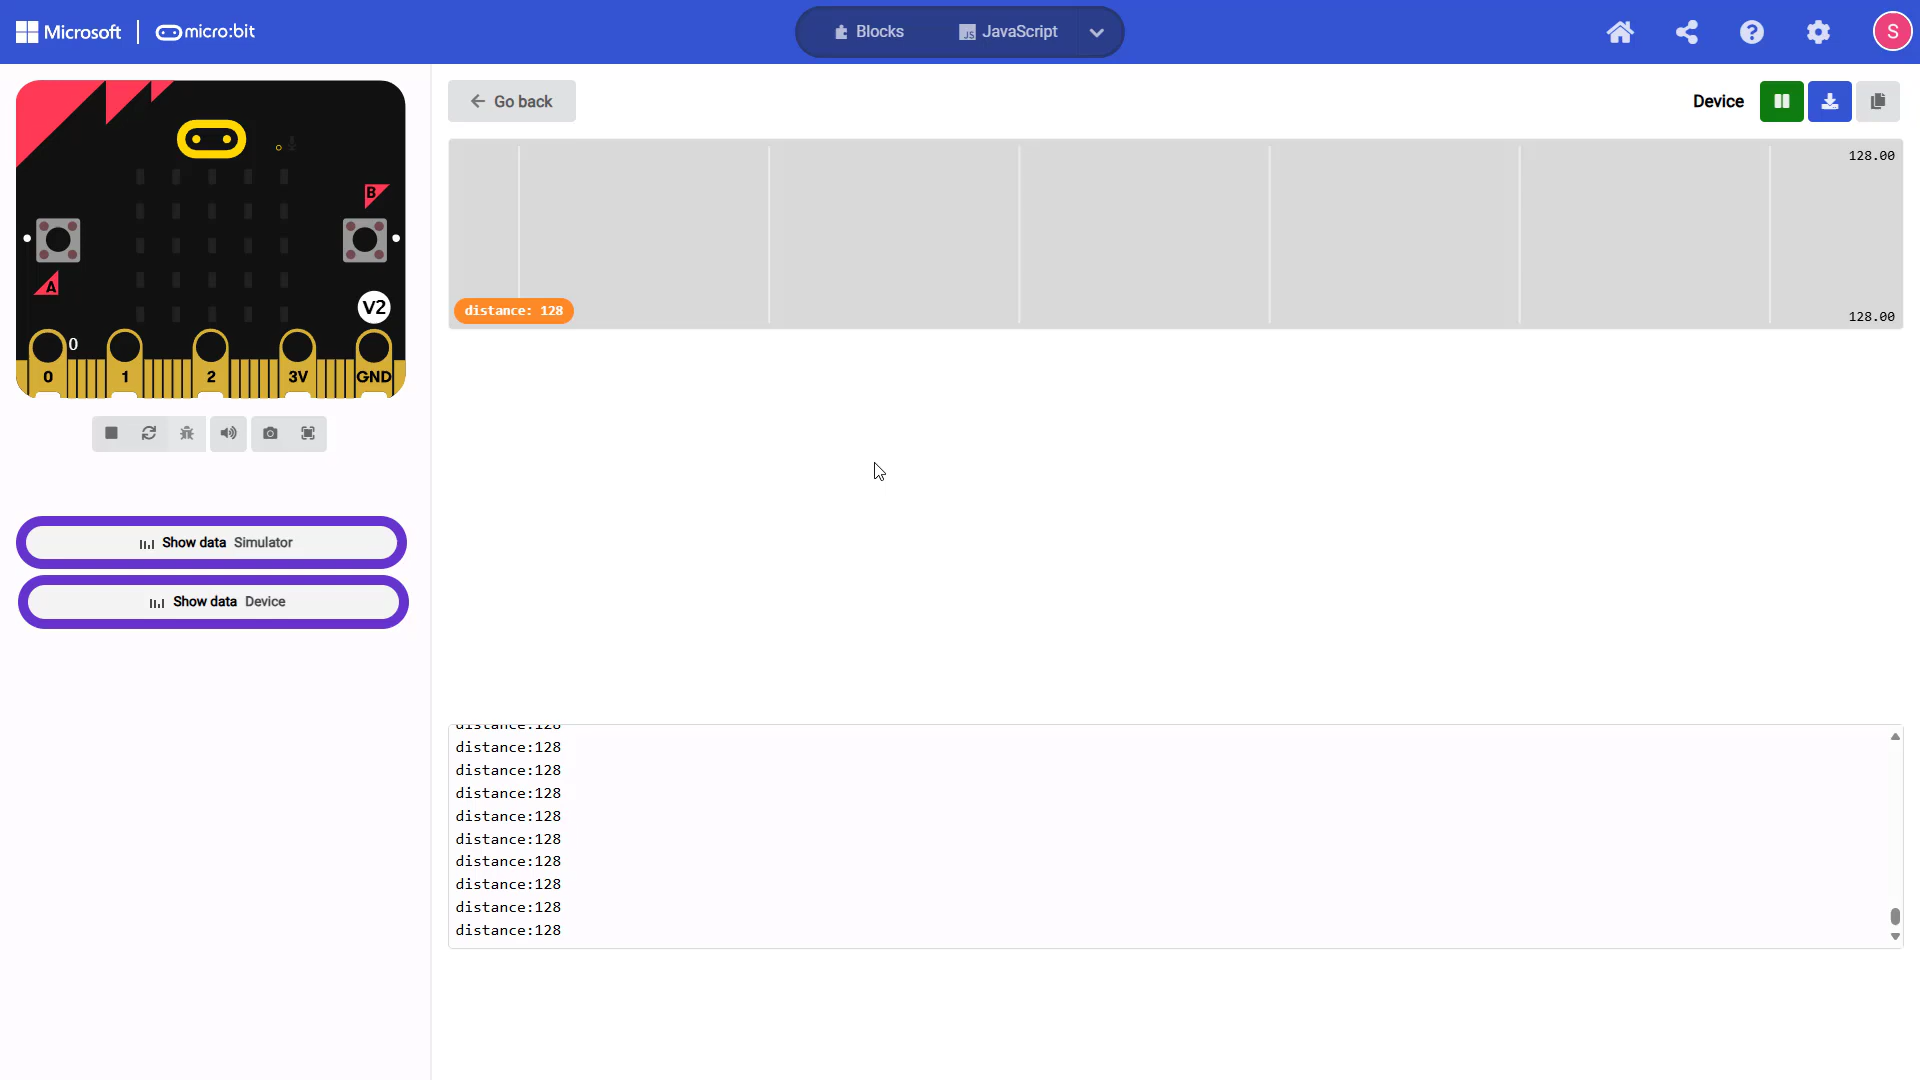 Microsoft micro:bit Blocks JavaScript S
Go back Device
128.00
distance: 128
128.00
B
A
V2
0
0 1 2 3V GND
Show data Simulator
Show data Device
distance:128
distance:128
distance:128
distance:128
distance:128
distance:128
distance:128
distance:128
distance:128
distance:128